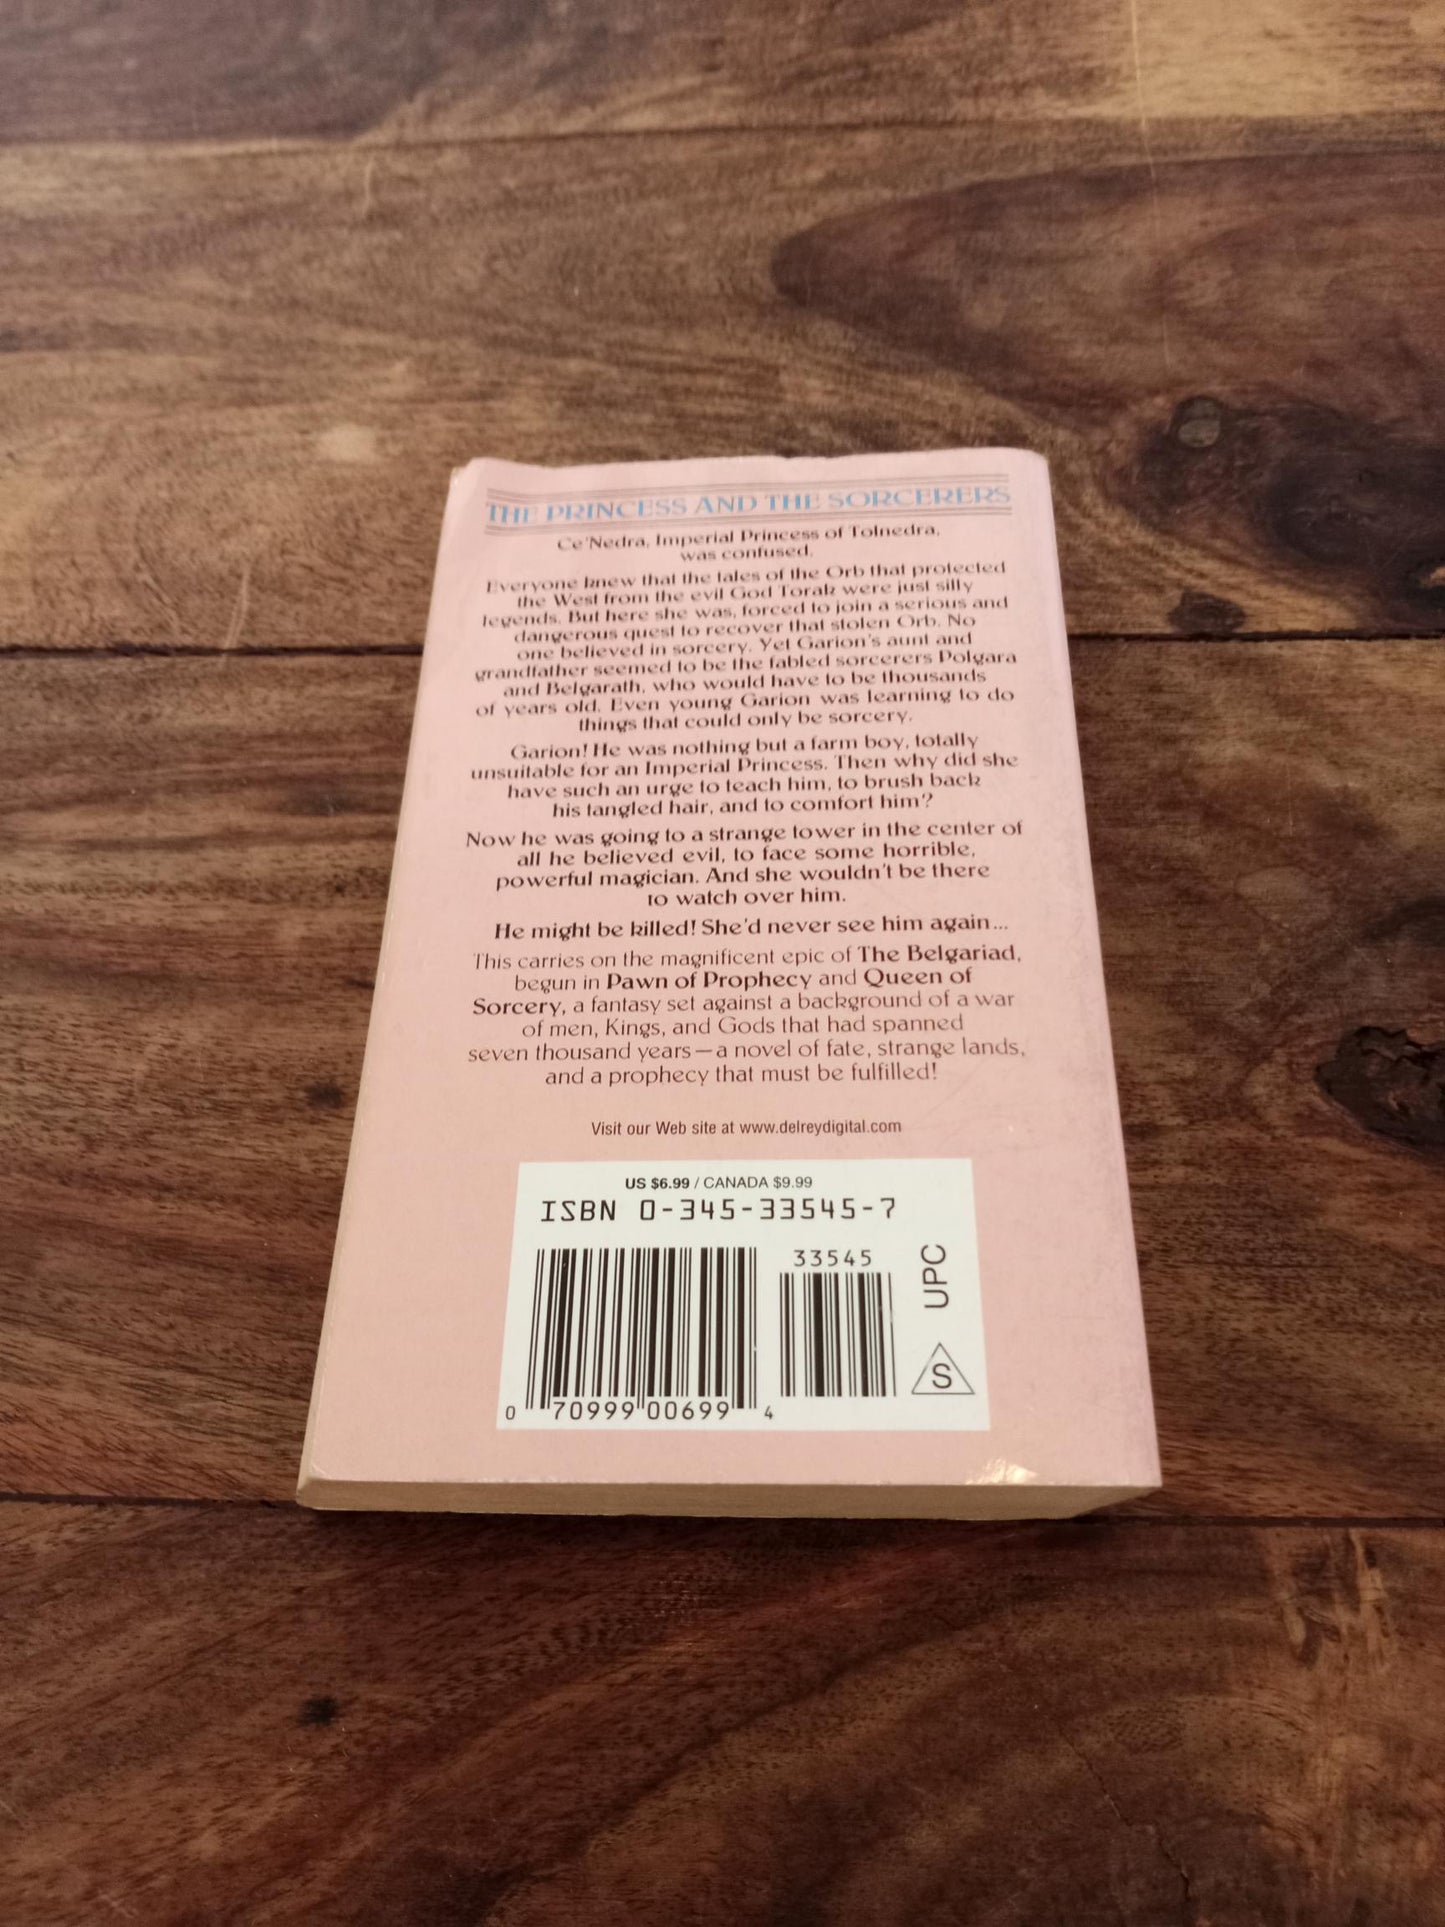 THE PRINCESS AND THE SORCERERS
Ce'Nedra, Imperial Princess of Tolnedra,
was confused.
Everyone knew that the tales of the Orb that protected
the West from the evil God Torak were just silly
legends. But here she was, forced to join a serious and
dangerous quest to recover that stolen Orb. No
one believed in sorcery. Yet Garion's aunt and
grandfather seemed to be the fabled sorcerers Polgara
and Belgarath, who would have to be thousands
of years old. Even young Garion was learning to do
things that could only be sorcery.
Garion! He was nothing but a farm boy, totally
unsuitable for an Imperial Princess. Then why did she
have such an urge to teach him, to brush back
his tangled hair, and to comfort him?
Now he was going to a strange tower in the center of
all he believed evil, to face some horrible,
powerful magician. And she wouldn't be there
to watch over him.
He might be killed! She'd never see him again...
This carries on the magnificent epic of The Belgariad,
begun in Pawn of Prophecy and Queen of
Sorcery, a fantasy set against a background of a war
of men, Kings, and Gods that had spanned
seven thousand years—a novel of fate, strange lands,
and a prophecy that must be fulfilled!
Visit our Web site at www.delreydigital.com
US $6.99 / CANADA $9.99
ISBN 0-345-33545-7
33545
UPC
S
0 70999 00699 4